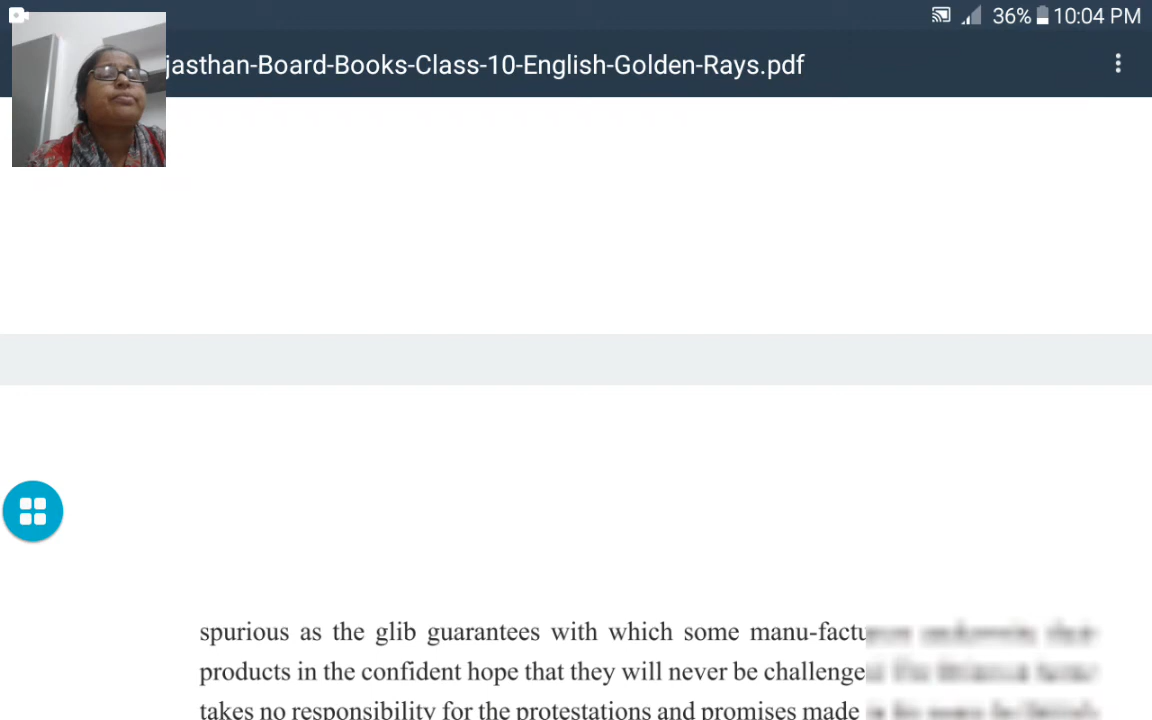 36% 10:04 PM
jasthan-Board-Books-Class-10-English-Golden-Rays.pdf
spurious as the glib guarantees with which some manu-factu
products in the confident hope that they will never be challenge
takes no responsibility for the protestations and promises made